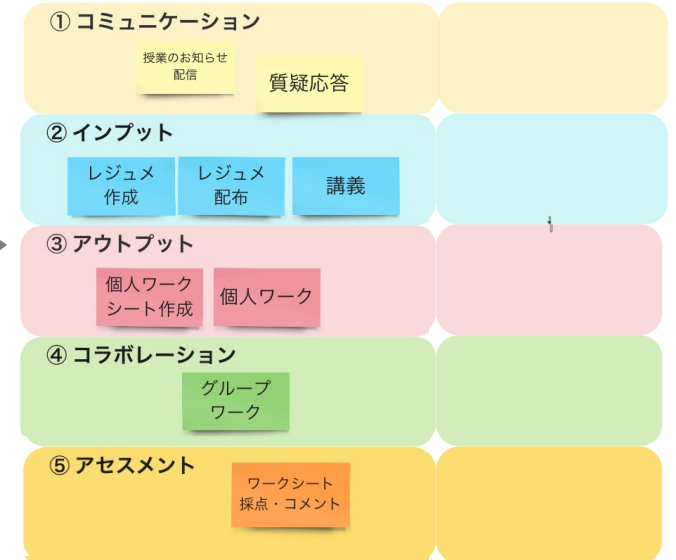 ① コミュニケーション
授業のお知らせ
配信
質疑応答
② インプット
レジュメ
作成
レジュメ
配布
講義
③ アウトプット
個人ワーク
シート作成
個人ワーク
④ コラボレーション
グループ
ワーク
⑤ アセスメント
ワークシート
採点・コメント